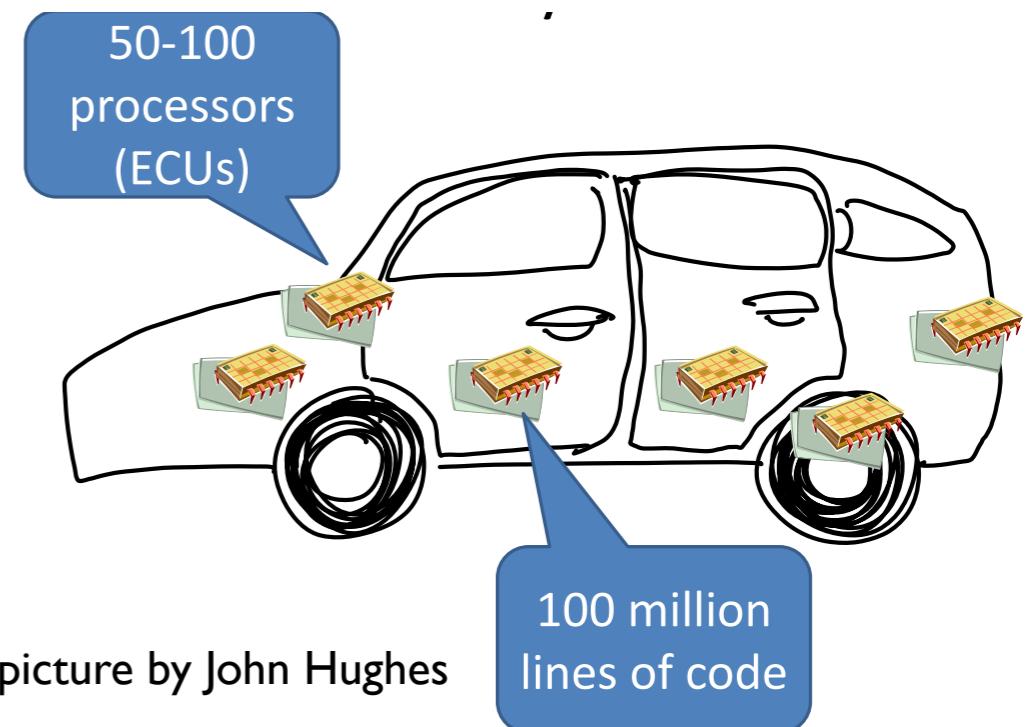 50-100
processors
(ECUs)
100 million
lines of code
picture by John Hughes